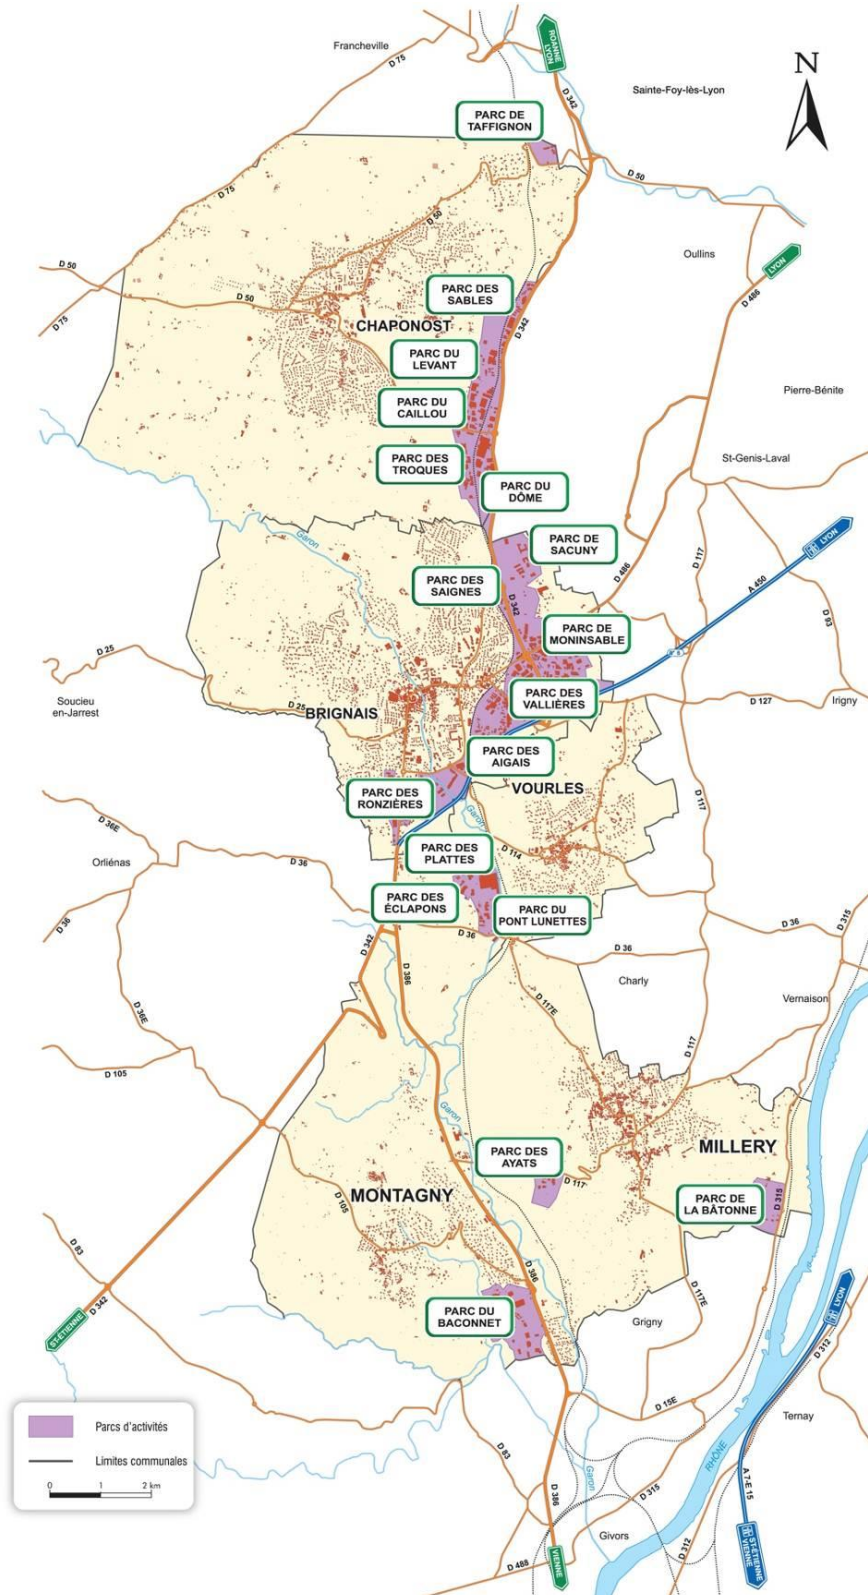 Francheville
D 75
ROANNE
LYON
Sainte-Foy-lès-Lyon
N
D 342
PARC DE
TAFFIGNON
D 75
D 50
D 50
Oullins
LYON
D 50
D 486
D 50
PARC DES
SABLES
D 75
CHAPONOST
D 342
PARC DU
LEVANT
Pierre-Bénite
PARC DU
CAILLOU
PARC DES
TROQUES
St-Genis-Laval
PARC DU
DÔME
Garon
PARC DE
SACUNY
LYON
D 486
D 117
A 450
PARC DES
SAIGNES
D 342
D 93
PARC DE
MONINSABLE
D 25
Soucieu
en-Jarrest
D 25
BRIGNAIS
PARC DES
VALLIÈRES
D 127
Irigny
PARC DES
AIGAIS
PARC DES
RONZIÈRES
VOURLES
D 117
Garon
D 36E
D 114
PARC DES
PLATTES
Orliénas
D 36
PARC DES
ÉCLAPONS
PARC DU
PONT LUNETTES
D 36
D 36
D 315
D 342
D 36
D 36
D 386
Charly
D 117E
Vernaison
D 36E
D 117
D 105
Garon
PARC DES
AYATS
MILLERY
D 117
MONTAGNY
PARC DE
LA BÂTONNE
D 315
D 105
D 83
D 386
D 117E
LYON
ST-ÉTIENNE
D 342
PARC DU
BACONNET
Grigny
D 312
Parcs d'activités
D 15E
Ternay
Limites communales
0 1 2 km
D 83
RHÔNE
Garon
D 315
A 7-E 15
D 386
Givors
D 312
ST-ÉTIENNE
VIENNE
VIENNE
D 488